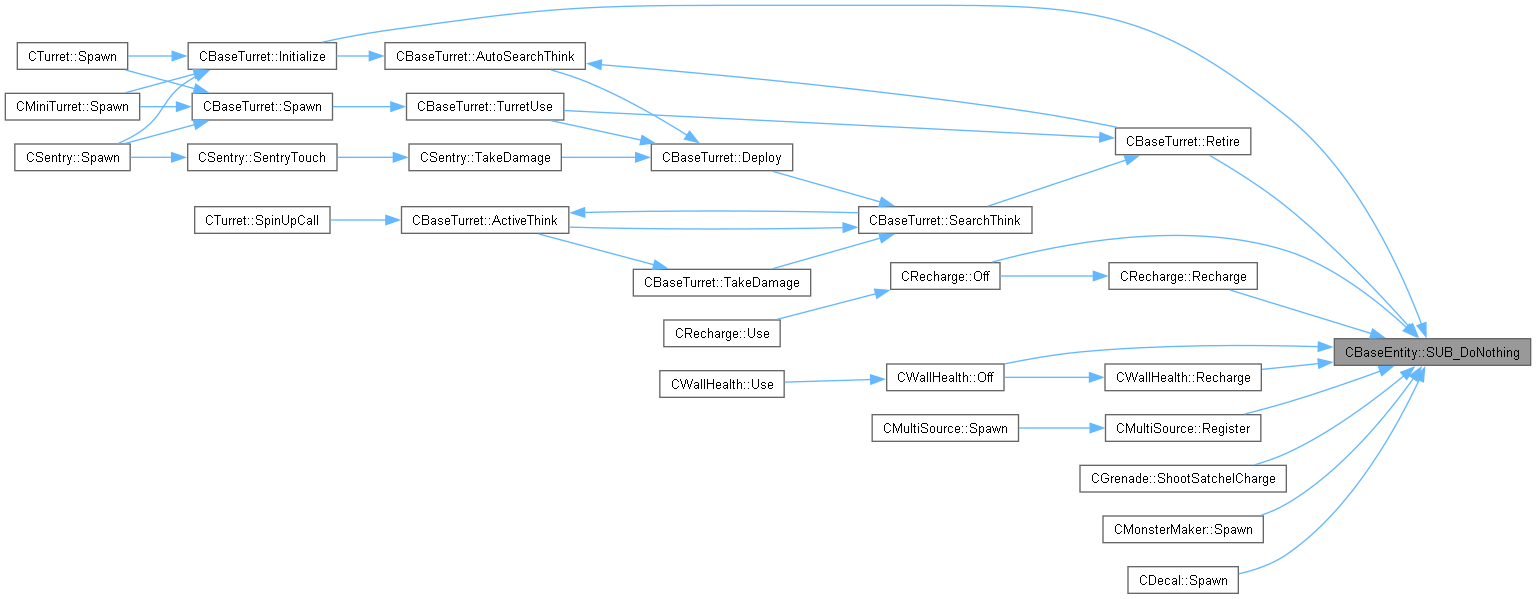 CTurret::Spawn
CBaseTurret::Initialize
CBaseTurret::AutoSearchThink
CMiniTurret::Spawn
CBaseTurret::Spawn
CBaseTurret::TurretUse
CBaseTurret::Retire
CSentry::Spawn
CSentry::SentryTouch
CSentry::TakeDamage
CBaseTurret::Deploy
CTurret::SpinUpCall
CBaseTurret::ActiveThink
CBaseTurret::SearchThink
CBaseTurret::TakeDamage
CRecharge::Off
CRecharge::Recharge
CRecharge::Use
CBaseEntity::SUB_DoNothing
CWallHealth::Use
CWallHealth::Off
CWallHealth::Recharge
CMultiSource::Spawn
CMultiSource::Register
CGrenade::ShootSatchelCharge
CMonsterMaker::Spawn
CDecal::Spawn